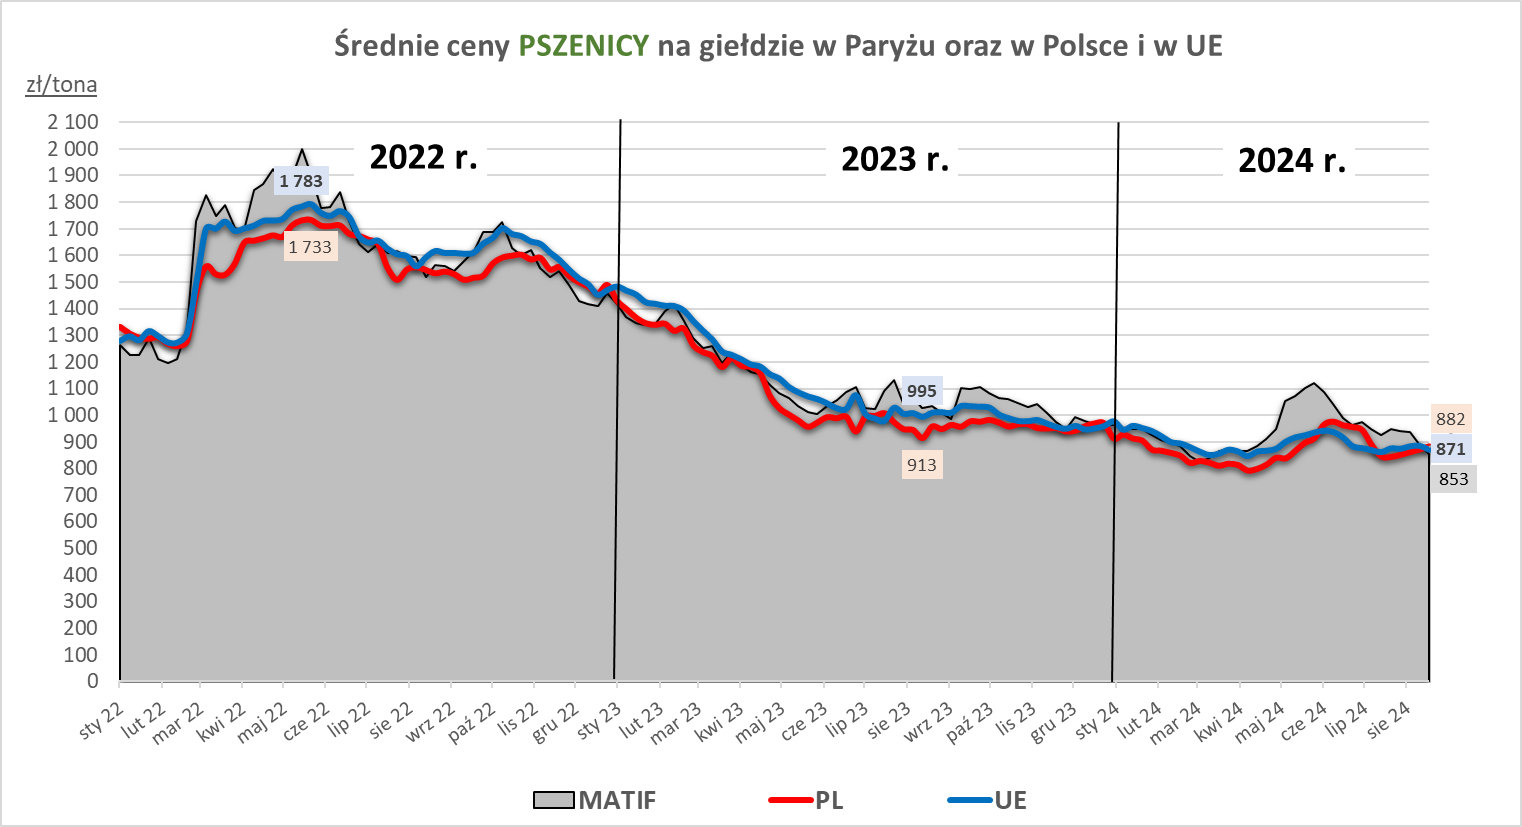 Średnie ceny PSZENICY na giełdzie w Paryżu oraz w Polsce i w UE
zł/tona
2 100
2 000
1 900
1 800
1 700
1 600
1 500
1 400
1 300
1 200
1 100
1 000
900
800
700
600
500
400
300
200
100
0
2022 r.
2023 r.
2024 r.
1 783
1 733
995
913
882
871
853
sty 22
lut 22
mar 22
kwi 22
maj 22
cze 22
lip 22
sie 22
wrz 22
paź 22
lis 22
gru 22
sty 23
lut 23
mar 23
kwi 23
maj 23
cze 23
lip 23
sie 23
wrz 23
paź 23
lis 23
gru 23
sty 24
lut 24
mar 24
kwi 24
maj 24
cze 24
lip 24
sie 24
MATIF
PL
UE